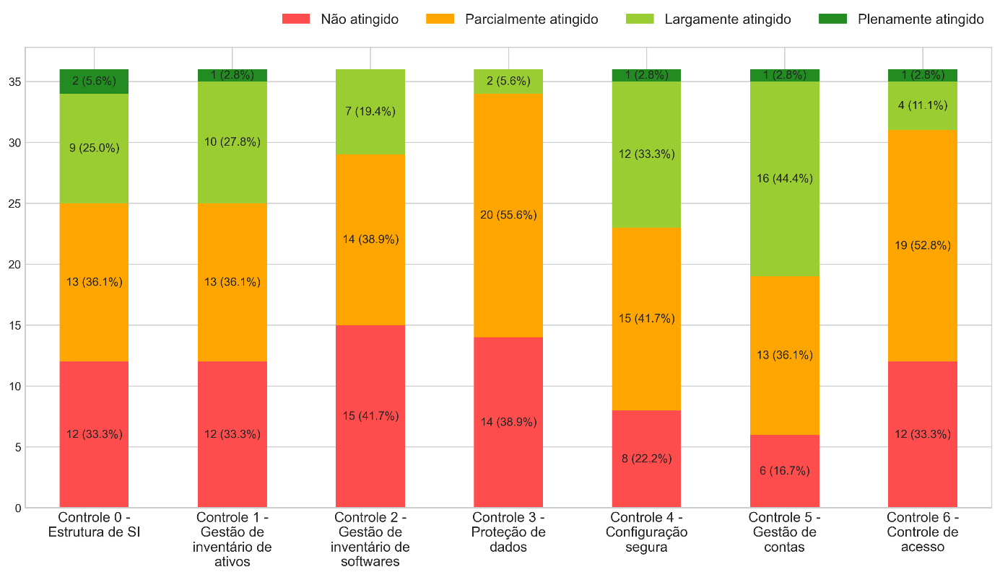 Não atingido Parcialmente atingido Largamente atingido Plenamente atingido
35
30
25
20
15
10
5
0
2 (5.6%)
9 (25.0%)
13 (36.1%)
12 (33.3%)
1 (2.8%)
10 (27.8%)
13 (36.1%)
12 (33.3%)
7 (19.4%)
14 (38.9%)
15 (41.7%)
2 (5.6%)
20 (55.6%)
14 (38.9%)
1 (2.8%)
12 (33.3%)
15 (41.7%)
8 (22.2%)
1 (2.8%)
16 (44.4%)
13 (36.1%)
6 (16.7%)
1 (2.8%)
4 (11.1%)
19 (52.8%)
12 (33.3%)
Controle 0 -
Estrutura de SI
Controle 1 -
Gestão de
inventário de
ativos
Controle 2 -
Gestão de
inventário de
softwares
Controle 3 -
Proteção de
dados
Controle 4 -
Configuração
segura
Controle 5 -
Gestão de
contas
Controle 6 -
Controle de
acesso